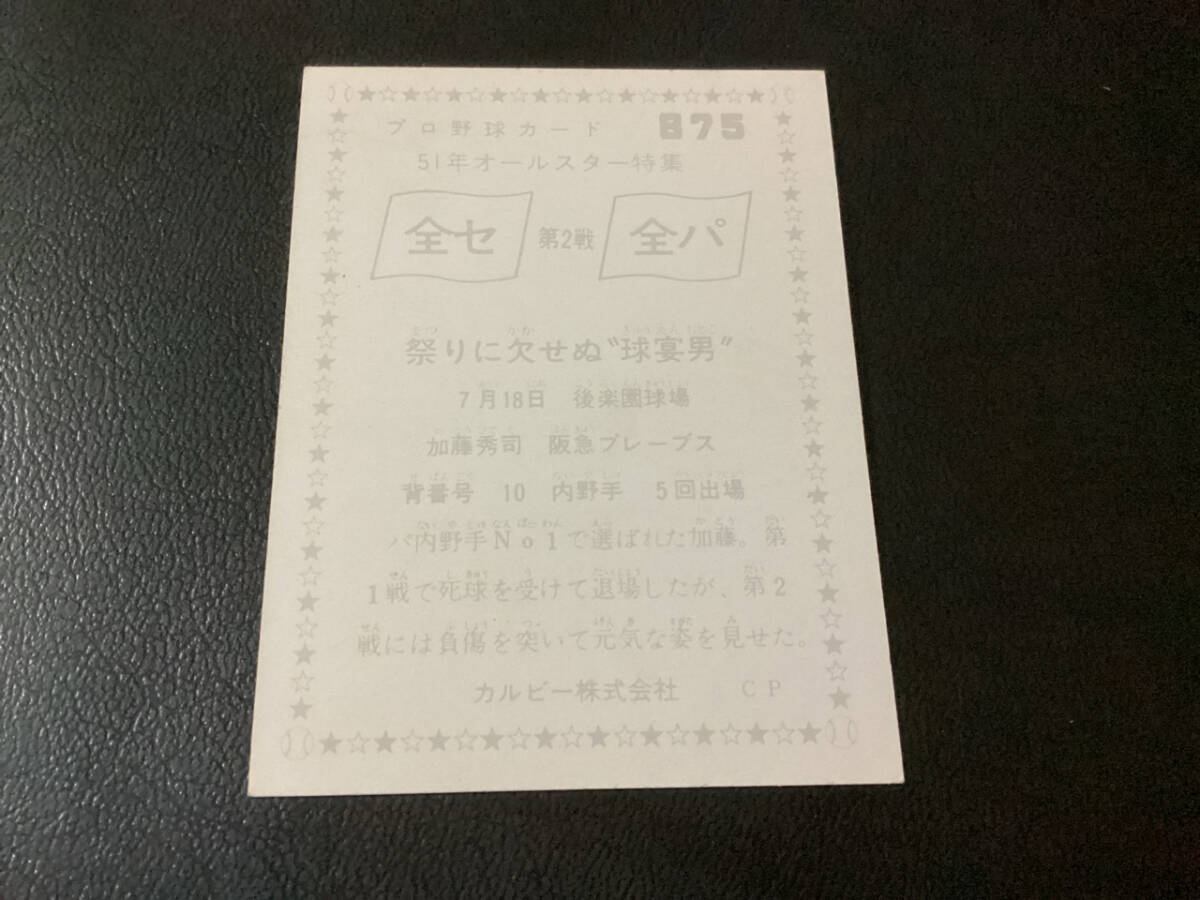 プロ野球カード 875
51年オールスター特集
全セ 第2戦 全パ
祭りに欠せぬ“球宴男”
7月18日 後楽園球場
加藤秀司 阪急ブレーブス
背番号 10 内野手 5回出場
パ内野手No1で選ばれた加藤。第
1戦で死球を受けて退場したが、第2
戦には負傷を突いて元気な姿を見せた。
カルビー株式会社 CP